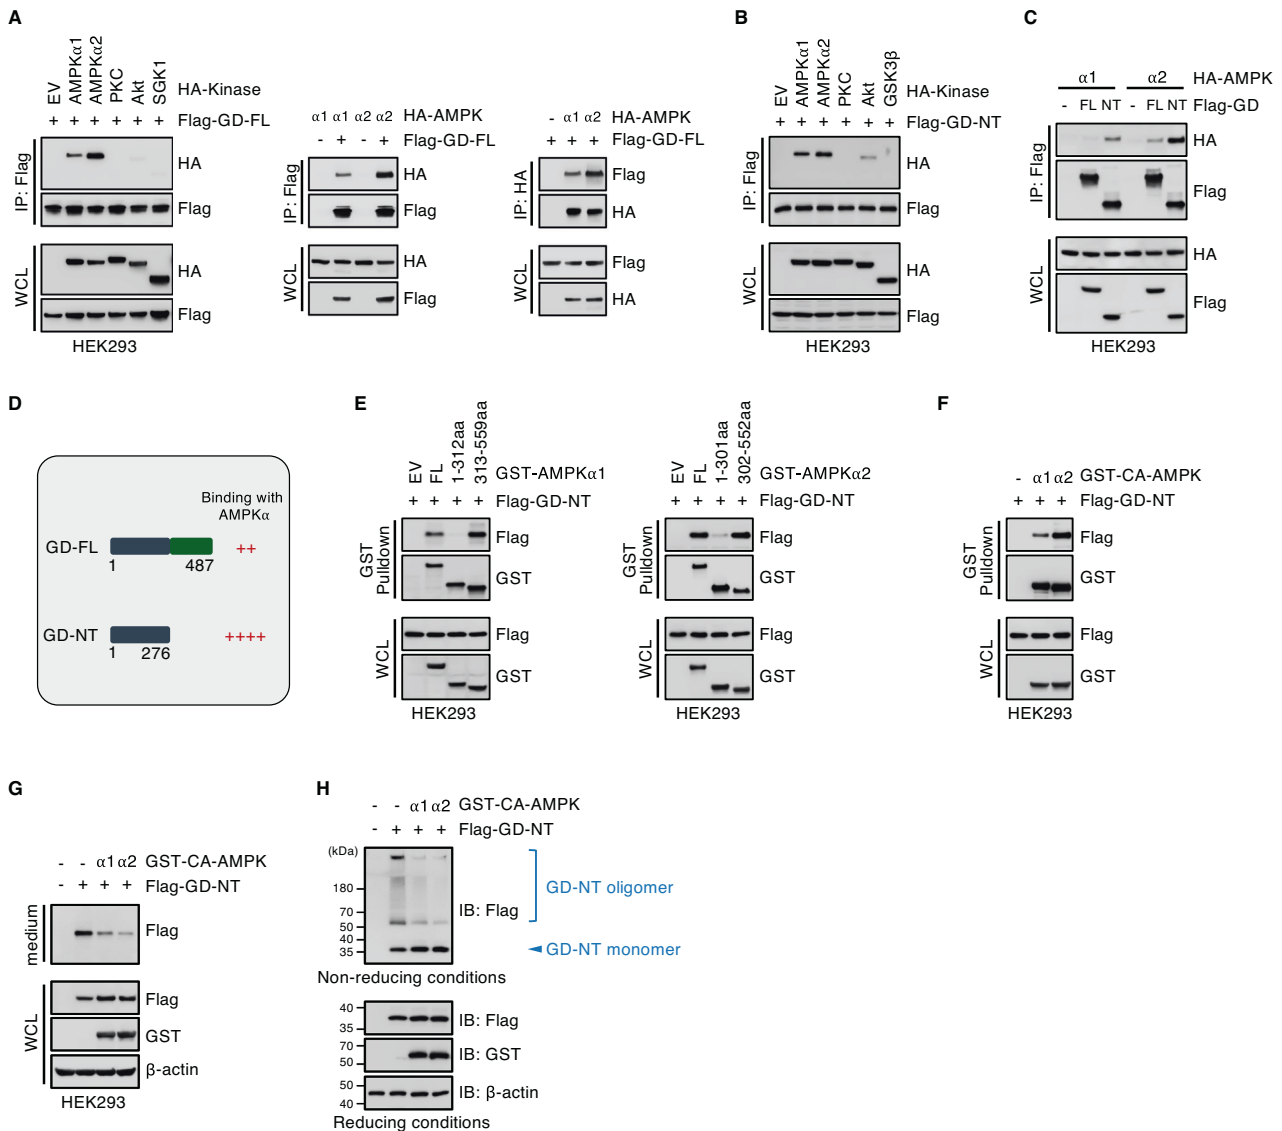 A
EV
AMPKα1
AMPKα2
PKC
Akt
SGK1
HA-Kinase
+ + + + + + Flag-GD-FL
IP: Flag
HA
Flag
WCL
HA
Flag
HEK293
α1 α1 α2 α2 HA-AMPK
- + - + Flag-GD-FL
IP: Flag
HA
Flag
WCL
HA
Flag
- α1 α2 HA-AMPK
+ + + Flag-GD-FL
IP: HA
Flag
HA
WCL
Flag
HA
B
EV
AMPKα1
AMPKα2
PKC
Akt
GSK3β
HA-Kinase
+ + + + + + Flag-GD-NT
IP: Flag
HA
Flag
WCL
HA
Flag
HEK293
C
α1 α2 HA-AMPK
- FL NT - FL NT Flag-GD
IP: Flag
HA
Flag
WCL
HA
Flag
HEK293
D
Binding with
AMPKα
GD-FL ++
1 487
GD-NT ++++
1 276
E
EV
FL
1-312aa
313-559aa
GST-AMPKα1
+ + + + Flag-GD-NT
GST
Pulldown
Flag
GST
WCL
Flag
GST
HEK293
EV
FL
1-301aa
302-552aa
GST-AMPKα2
+ + + + Flag-GD-NT
GST
Pulldown
Flag
GST
WCL
Flag
GST
HEK293
F
- α1 α2 GST-CA-AMPK
+ + + Flag-GD-NT
GST
Pulldown
Flag
GST
WCL
Flag
GST
HEK293
G
- - α1 α2 GST-CA-AMPK
- + + + Flag-GD-NT
medium
Flag
WCL
Flag
GST
β-actin
HEK293
H
- - α1 α2 GST-CA-AMPK
- + + + Flag-GD-NT
(kDa)
180
70
50
40
35
IB: Flag
GD-NT oligomer
GD-NT monomer
Non-reducing conditions
40
35
IB: Flag
70
50
IB: GST
50
40
IB: β-actin
Reducing conditions